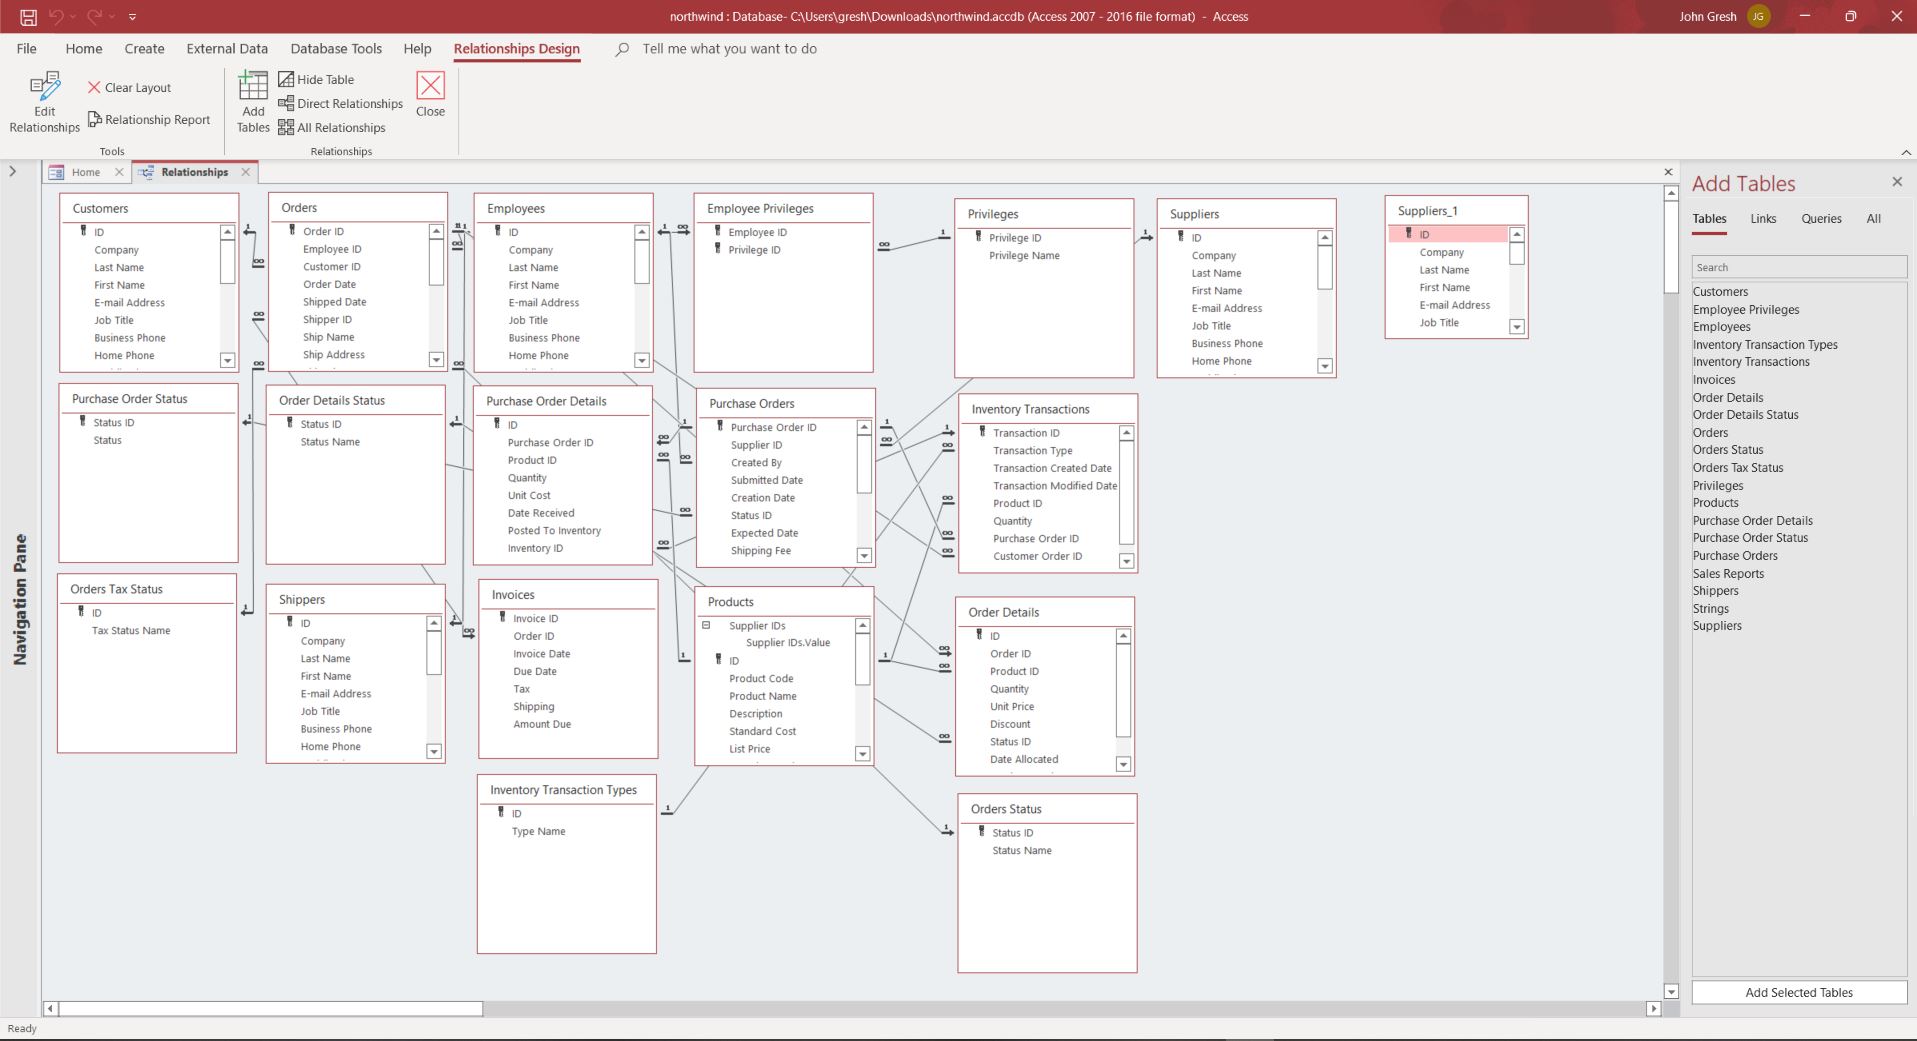 northwind : Database- C:\Users\gresh\Downloads\northwind.accdb (Access 2007 - 2016 file format) - Access
John Gresh
JG
File
Home
Create
External Data
Database Tools
Help
Relationships Design
Tell me what you want to do
Edit
Relationships
Clear Layout
Relationship Report
Tools
Add
Tables
Hide Table
Direct Relationships
All Relationships
Close
Relationships
Navigation Pane
Home
Relationships
Customers
ID
Company
Last Name
First Name
E-mail Address
Job Title
Business Phone
Home Phone
Orders
Order ID
Employee ID
Customer ID
Order Date
Shipped Date
Shipper ID
Ship Name
Ship Address
Employees
ID
Company
Last Name
First Name
E-mail Address
Job Title
Business Phone
Home Phone
Employee Privileges
Employee ID
Privilege ID
Privileges
Privilege ID
Privilege Name
Suppliers
ID
Company
Last Name
First Name
E-mail Address
Job Title
Business Phone
Home Phone
Suppliers_1
ID
Company
Last Name
First Name
E-mail Address
Job Title
Purchase Order Status
Status ID
Status
Order Details Status
Status ID
Status Name
Purchase Order Details
ID
Purchase Order ID
Product ID
Quantity
Unit Cost
Date Received
Posted To Inventory
Inventory ID
Purchase Orders
Purchase Order ID
Supplier ID
Created By
Submitted Date
Creation Date
Status ID
Expected Date
Shipping Fee
Inventory Transactions
Transaction ID
Transaction Type
Transaction Created Date
Transaction Modified Date
Product ID
Quantity
Purchase Order ID
Customer Order ID
Orders Tax Status
ID
Tax Status Name
Shippers
ID
Company
Last Name
First Name
E-mail Address
Job Title
Business Phone
Home Phone
Invoices
Invoice ID
Order ID
Invoice Date
Due Date
Tax
Shipping
Amount Due
Products
Supplier IDs
Supplier IDs.Value
ID
Product Code
Product Name
Description
Standard Cost
List Price
Order Details
ID
Order ID
Product ID
Quantity
Unit Price
Discount
Status ID
Date Allocated
Inventory Transaction Types
ID
Type Name
Orders Status
Status ID
Status Name
Add Tables
Tables
Links
Queries
All
Search
Customers
Employee Privileges
Employees
Inventory Transaction Types
Inventory Transactions
Invoices
Order Details
Order Details Status
Orders
Orders Status
Orders Tax Status
Privileges
Products
Purchase Order Details
Purchase Order Status
Purchase Orders
Sales Reports
Shippers
Strings
Suppliers
Add Selected Tables
Ready